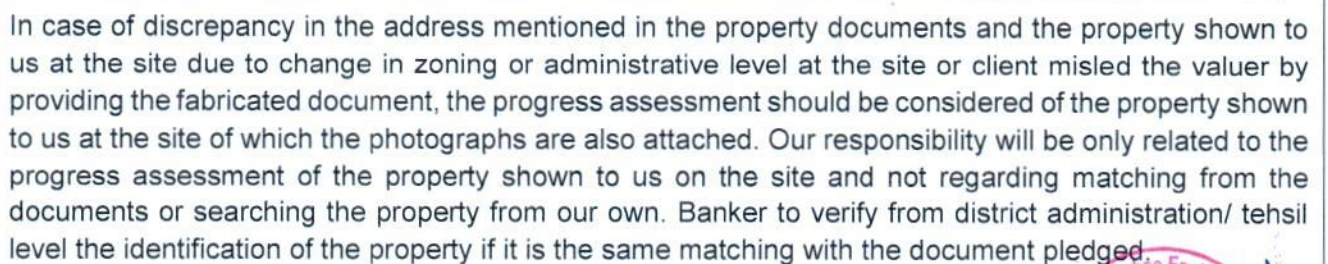 In case of discrepancy in the address mentioned in the property documents and the property shown to
us at the site due to change in zoning or administrative level at the site or client misled the valuer by
providing the fabricated document, the progress assessment should be considered of the property shown
to us at the site of which the photographs are also attached. Our responsibility will be only related to the
progress assessment of the property shown to us on the site and not regarding matching from the
documents or searching the property from our own. Banker to verify from district administration/ tehsil
level the identification of the property if it is the same matching with the document pledged.